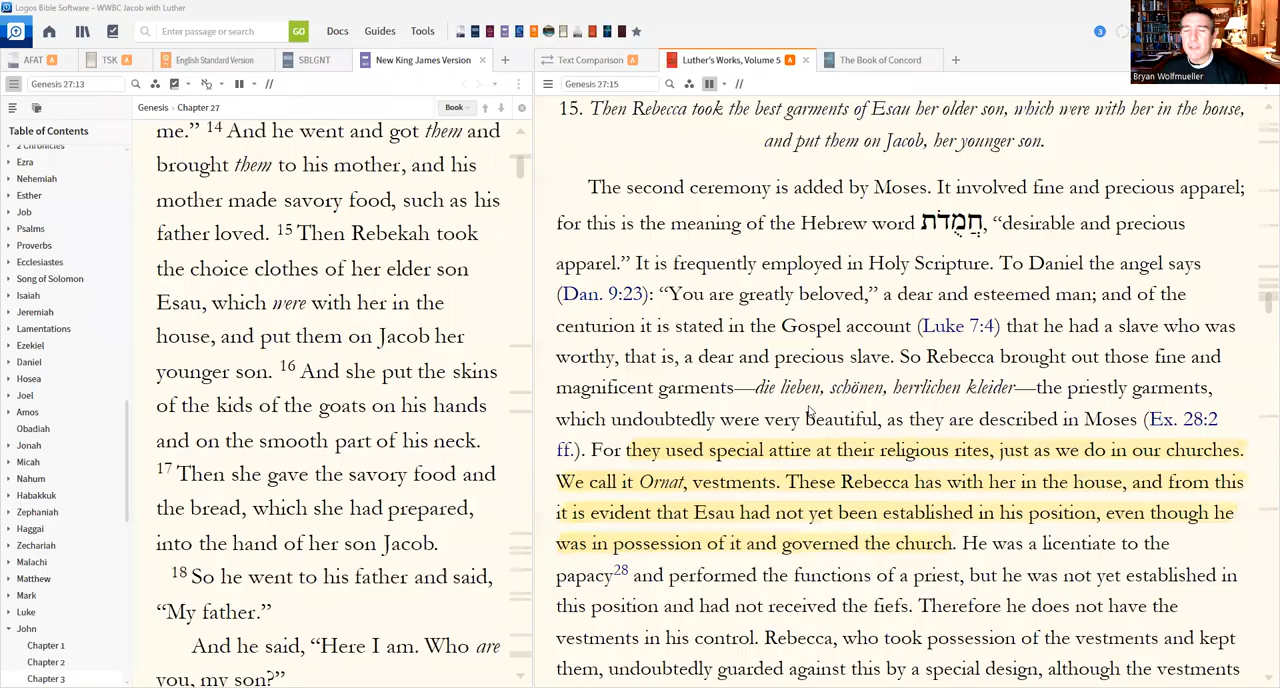 Logos Bible Software - WWBC Jacob with Luther
Enter passage or search
GO
Docs
Guides
Tools
3
AFAT
TSK
English Standard Version
SBLGNT
New King James Version
Text Comparison
Luther's Works, Volume 5
The Book of Concord
Genesis 27:13
Genesis 27:15
Genesis › Chapter 27
Book
Table of Contents
2 Chronicles
Ezra
Nehemiah
Esther
Job
Psalms
Proverbs
Ecclesiastes
Song of Solomon
Isaiah
Jeremiah
Lamentations
Ezekiel
Daniel
Hosea
Joel
Amos
Obadiah
Jonah
Micah
Nahum
Habakkuk
Zephaniah
Haggai
Zechariah
Malachi
Matthew
Mark
Luke
John
Chapter 1
Chapter 2
Chapter 3
me.” 14 And he went and got them and
brought them to his mother, and his
mother made savory food, such as his
father loved. 15 Then Rebekah took
the choice clothes of her elder son
Esau, which were with her in the
house, and put them on Jacob her
younger son. 16 And she put the skins
of the kids of the goats on his hands
and on the smooth part of his neck.
17 Then she gave the savory food and
the bread, which she had prepared,
into the hand of her son Jacob.
18 So he went to his father and said,
“My father.”
And he said, “Here I am. Who are
you, my son?”
15. Then Rebecca took the best garments of Esau her older son, which were with her in the house,
and put them on Jacob, her younger son.
The second ceremony is added by Moses. It involved fine and precious apparel;
for this is the meaning of the Hebrew word חֲמֻדֹת, “desirable and precious
apparel.” It is frequently employed in Holy Scripture. To Daniel the angel says
(Dan. 9:23): “You are greatly beloved,” a dear and esteemed man; and of the
centurion it is stated in the Gospel account (Luke 7:4) that he had a slave who was
worthy, that is, a dear and precious slave. So Rebecca brought out those fine and
magnificent garments—die lieben, schönen, herrlichen kleider—the priestly garments,
which undoubtedly were very beautiful, as they are described in Moses (Ex. 28:2
ff.). For they used special attire at their religious rites, just as we do in our churches.
We call it Ornat, vestments. These Rebecca has with her in the house, and from this
it is evident that Esau had not yet been established in his position, even though he
was in possession of it and governed the church. He was a licentiate to the
papacy28 and performed the functions of a priest, but he was not yet established in
this position and had not received the fiefs. Therefore he does not have the
vestments in his control. Rebecca, who took possession of the vestments and kept
them, undoubtedly guarded against this by a special design, although the vestments
Bryan Wolfmueller